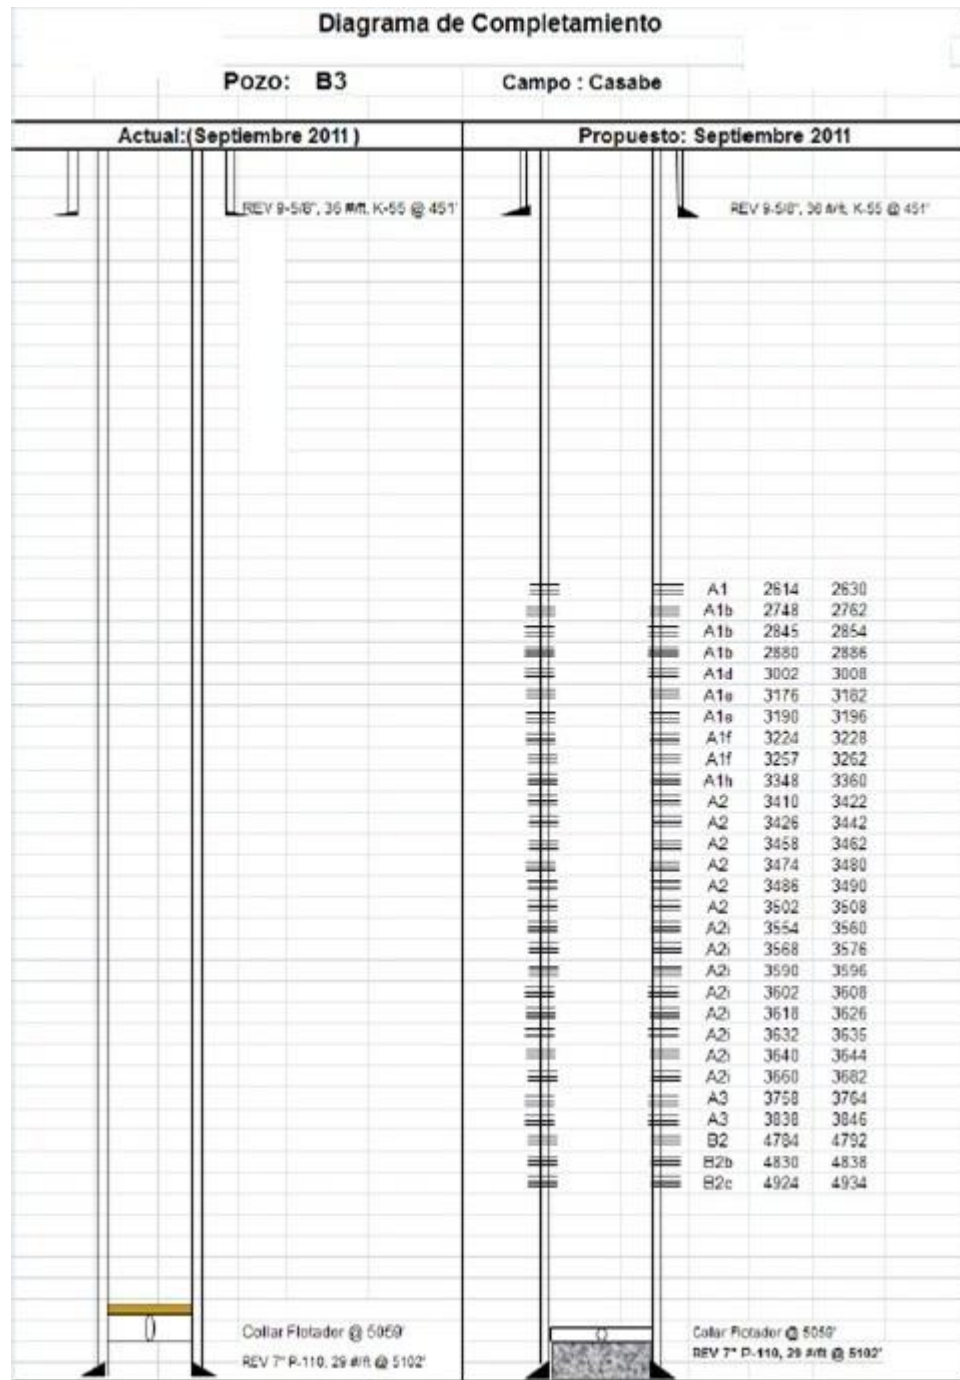 Diagrama de Completamiento
Pozo: B3 Campo : Casabe
Actual:(Septiembre 2011 ) Propuesto: Septiembre 2011
REV 9-5/8", 36 #/ft, K-55 @ 451' REV 9-5/8", 36 #/ft, K-55 @ 451'
A1 2614 2630
A1b 2748 2762
A1b 2845 2854
A1b 2880 2886
A1d 3002 3008
A1e 3176 3182
A1e 3190 3196
A1f 3224 3228
A1f 3257 3262
A1h 3348 3360
A2 3410 3422
A2 3426 3442
A2 3458 3462
A2 3474 3480
A2 3486 3490
A2 3502 3508
A2i 3554 3560
A2i 3568 3576
A2i 3590 3596
A2i 3602 3608
A2i 3618 3626
A2i 3632 3635
A2i 3640 3644
A2i 3660 3682
A3 3758 3764
A3 3838 3846
B2 4784 4792
B2b 4830 4838
B2c 4924 4934
Collar Flotador @ 5059' Collar Flotador @ 5059'
REV 7" P-110, 29 #/ft @ 5102' REV 7" P-110, 29 #/ft @ 5102'